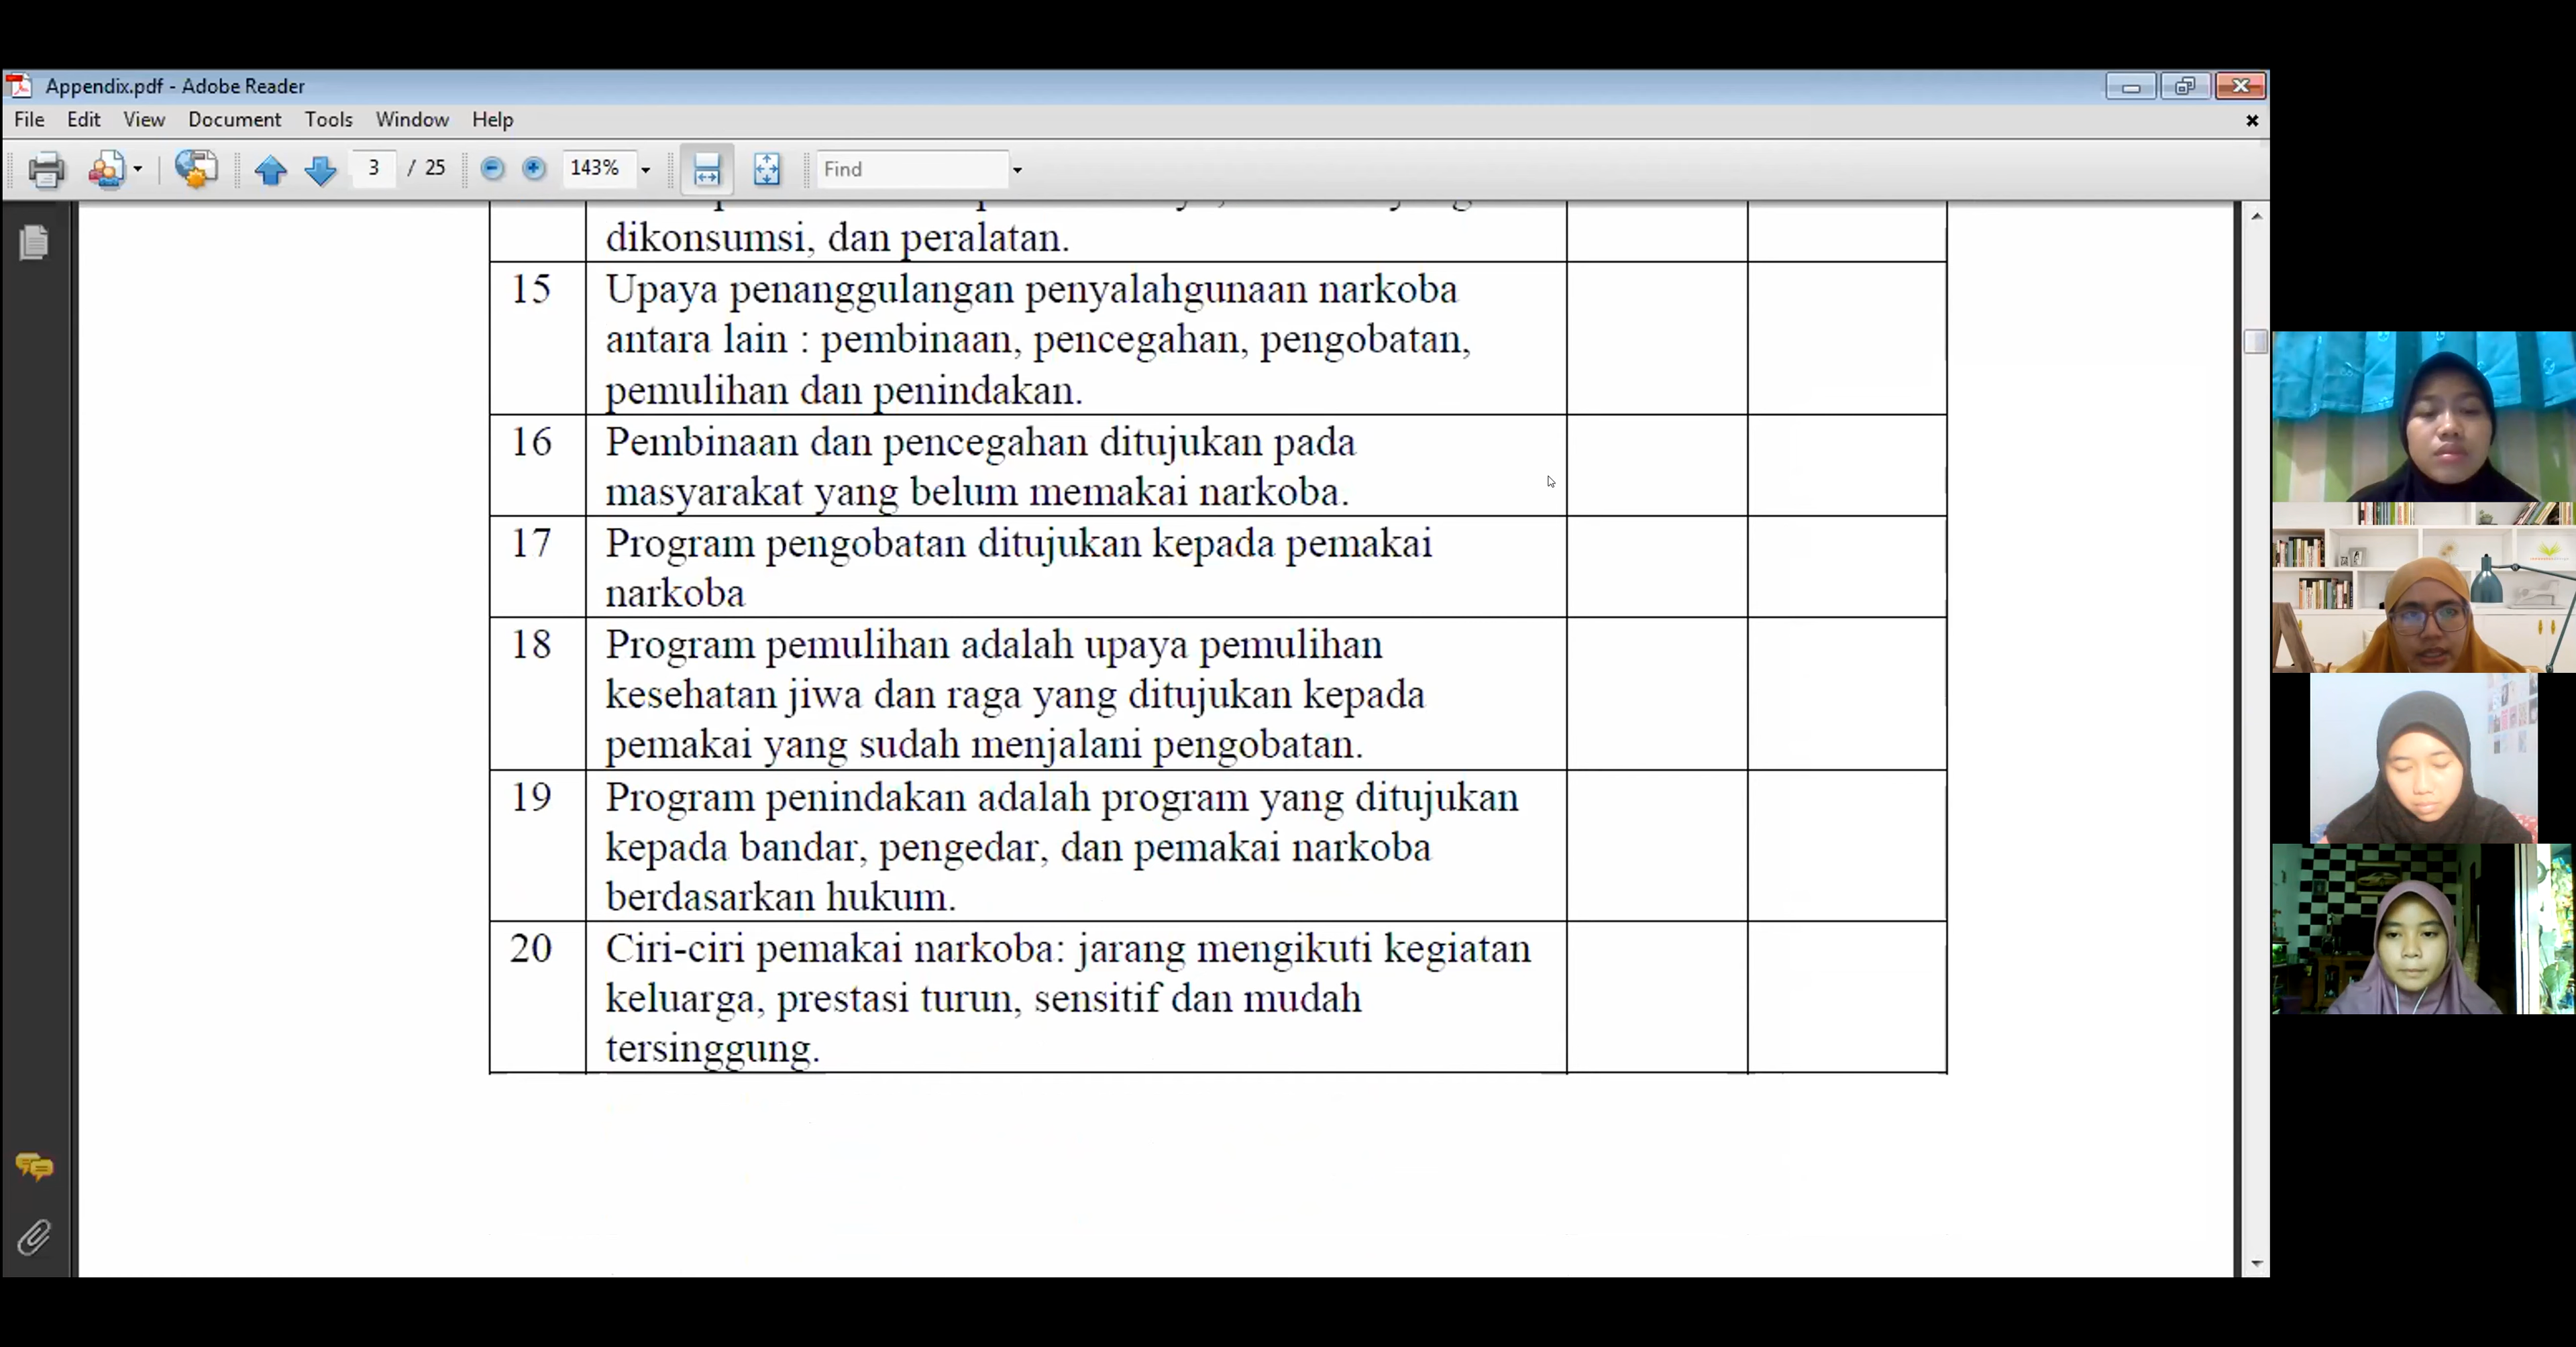 Appendix.pdf - Adobe Reader
File Edit View Document Tools Window Help
3 / 25 143% Find
dikonsumsi, dan peralatan.
15 Upaya penanggulangan penyalahgunaan narkoba
antara lain : pembinaan, pencegahan, pengobatan,
pemulihan dan penindakan.
16 Pembinaan dan pencegahan ditujukan pada
masyarakat yang belum memakai narkoba.
17 Program pengobatan ditujukan kepada pemakai
narkoba
18 Program pemulihan adalah upaya pemulihan
kesehatan jiwa dan raga yang ditujukan kepada
pemakai yang sudah menjalani pengobatan.
19 Program penindakan adalah program yang ditujukan
kepada bandar, pengedar, dan pemakai narkoba
berdasarkan hukum.
20 Ciri-ciri pemakai narkoba: jarang mengikuti kegiatan
keluarga, prestasi turun, sensitif dan mudah
tersinggung.